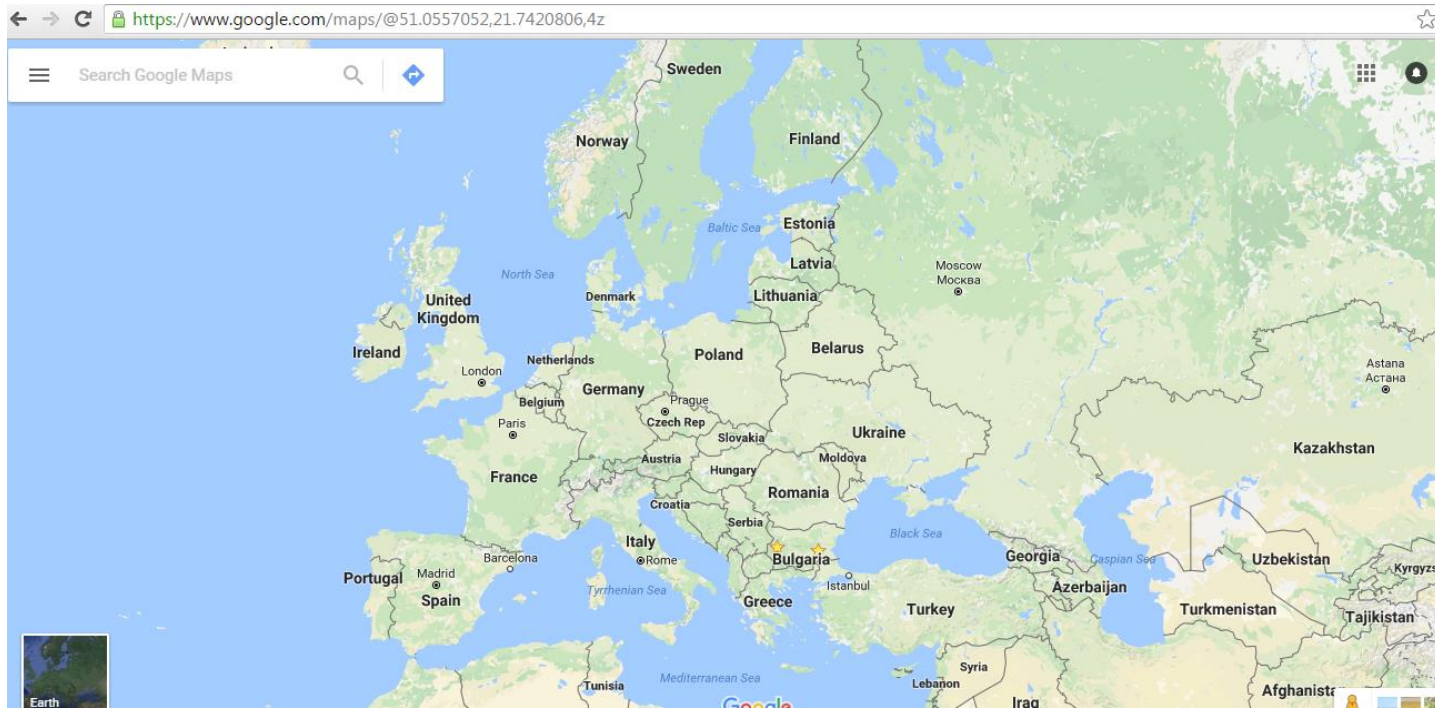 https://www.google.com/maps/@51.0557052,21.7420806,4z
Search Google Maps
Sweden
Norway
Finland
Estonia
Baltic Sea
Latvia
Moscow
Москва
North Sea
Denmark
Lithuania
United
Kingdom
Ireland
Netherlands
Poland
Belarus
London
Astana
Астана
Germany
Belgium
Prague
Paris
Czech Rep
Slovakia
Ukraine
Kazakhstan
Austria
Moldova
Hungary
France
Romania
Croatia
Serbia
Black Sea
Italy
Barcelona
Rome
Bulgaria
Georgia
Caspian Sea
Uzbekistan
Kyrgyzs
Portugal
Madrid
Spain
Tyrrhenian Sea
Istanbul
Azerbaijan
Greece
Turkey
Turkmenistan
Tajikistan
Syria
Mediterranean Sea
Tunisia
Lebanon
Afghanista
Earth
Google
Iraq